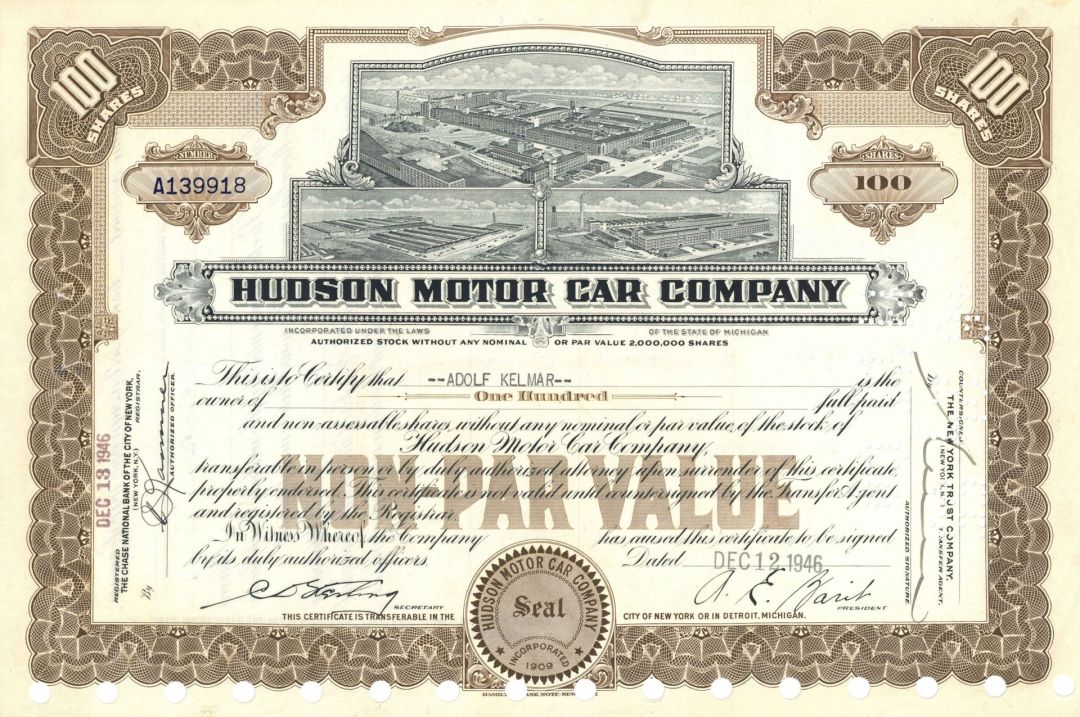 100 SHARES
100 SHARES
NUMBER
A139918
SHARES
100
HUDSON MOTOR CAR COMPANY
INCORPORATED UNDER THE LAWS OF THE STATE OF MICHIGAN
AUTHORIZED STOCK WITHOUT ANY NOMINAL OR PAR VALUE 2,000,000 SHARES
This is to Certify that --ADOLF KELMAR-- is the
owner of One Hundred full paid
and non-assessable shares, without any nominal or par value, of the stock of
Hudson Motor Car Company,
transferable in person or by duly authorized attorney upon surrender of this certificate,
properly endorsed. This certificate is not valid until countersigned by the Transfer Agent
and registered by the Registrar.
NON-PAR VALUE
In Witness Whereof, the Company has caused this certificate to be signed
by its duly authorized officers. Dated DEC 12 1946
SECRETARY
PRESIDENT
THIS CERTIFICATE IS TRANSFERABLE IN THE CITY OF NEW YORK OR IN DETROIT, MICHIGAN.
HUDSON MOTOR CAR COMPANY
Seal
INCORPORATED
1909
REGISTERED
DEC 13 1946
THE CHASE NATIONAL BANK OF THE CITY OF NEW YORK,
(NEW YORK, N.Y.) REGISTRAR.
By
AUTHORIZED OFFICER.
COUNTERSIGNED
THE NEW YORK TRUST COMPANY,
(NEW YORK, N.Y.) TRANSFER AGENT,
By
AUTHORIZED SIGNATURE.